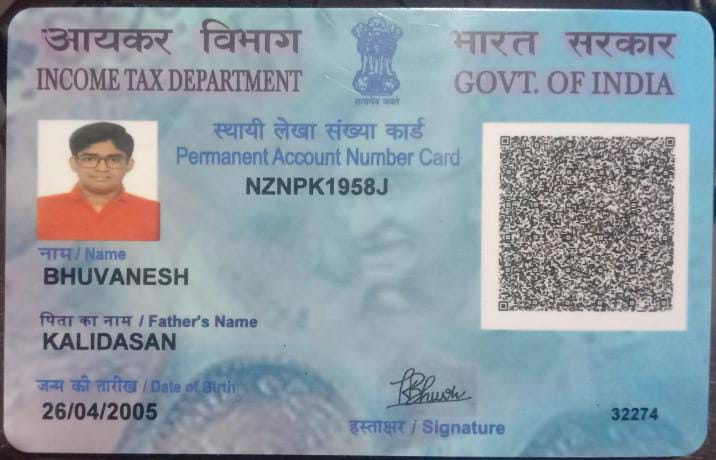 आयकर विभाग
INCOME TAX DEPARTMENT
भारत सरकार
GOVT. OF INDIA
सत्यमेव जयते
स्थायी लेखा संख्या कार्ड
Permanent Account Number Card
NZNPK1958J
नाम / Name
BHUVANESH
पिता का नाम / Father's Name
KALIDASAN
जन्म की तारीख / Date of Birth
26/04/2005
हस्ताक्षर / Signature
32274